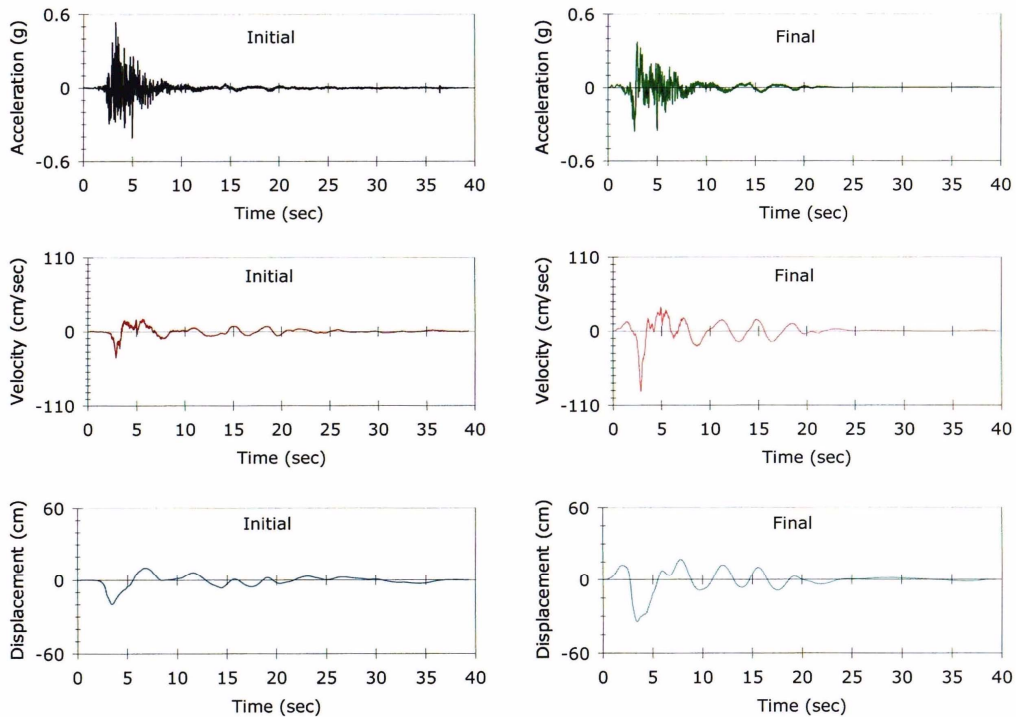 Acceleration (g)
0.6
0
-0.6
Initial
0 5 10 15 20 25 30 35 40
Time (sec)
Acceleration (g)
0.6
0
-0.6
Final
0 5 10 15 20 25 30 35 40
Time (sec)
Velocity (cm/sec)
110
0
-110
Initial
0 5 10 15 20 25 30 35 40
Time (sec)
Velocity (cm/sec)
110
0
-110
Final
0 5 10 15 20 25 30 35 40
Time (sec)
Displacement (cm)
60
0
-60
Initial
0 5 10 15 20 25 30 35 40
Time (sec)
Displacement (cm)
60
0
-60
Final
0 5 10 15 20 25 30 35 40
Time (sec)